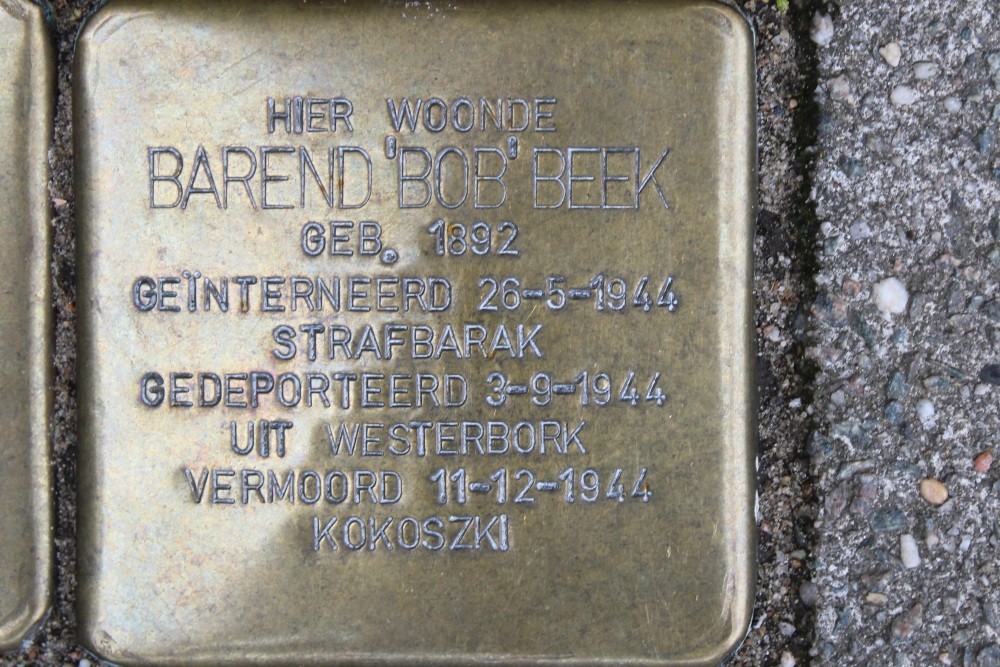 HIER WOONDE
BAREND 'BOB' BEEK
GEB. 1892
GEÏNTERNEERD 26-5-1944
STRAFBARAK
GEDEPORTEERD 3-9-1944
UIT WESTERBORK
VERMOORD 11-12-1944
KOKOSZKI